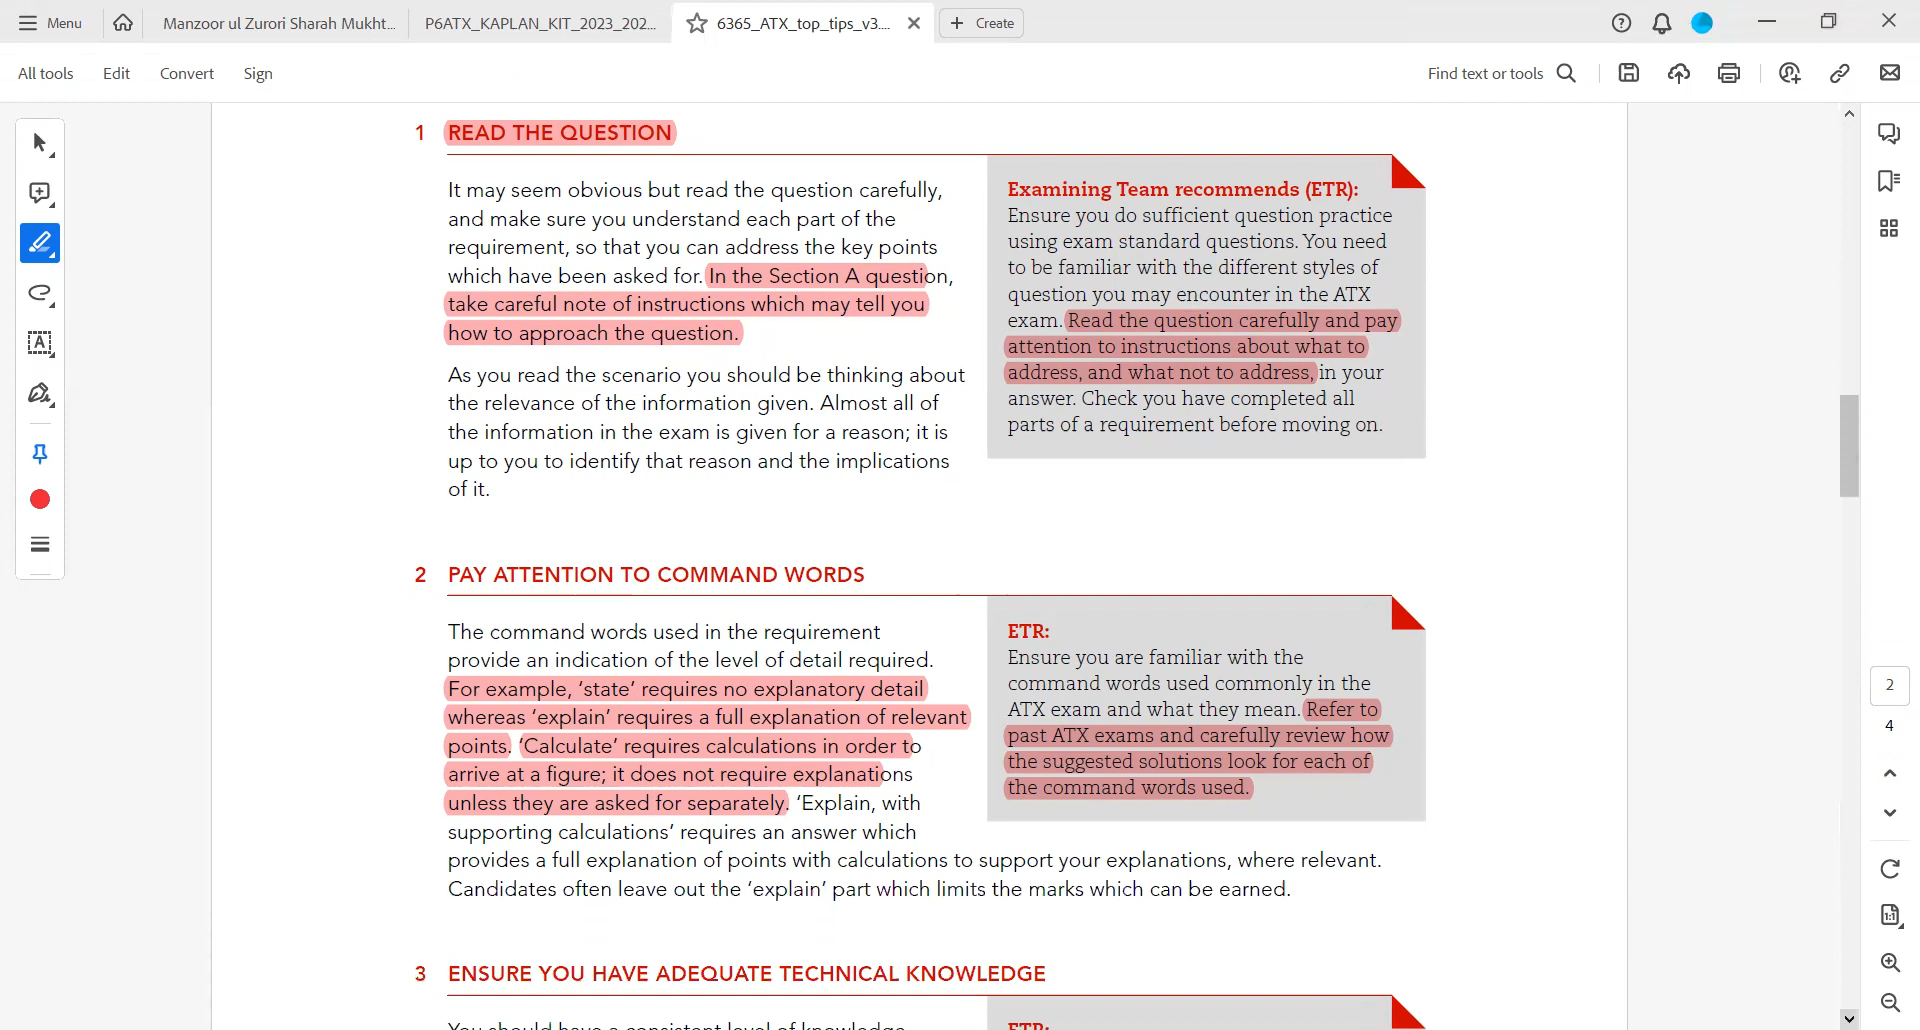 Menu
Manzoor ul Zurori Sharah Mukht...
P6ATX_KAPLAN_KIT_2023_202...
6365_ATX_top_tips_v3....
Create
All tools
Edit
Convert
Sign
Find text or tools
1 READ THE QUESTION
It may seem obvious but read the question carefully,
and make sure you understand each part of the
requirement, so that you can address the key points
which have been asked for. In the Section A question,
take careful note of instructions which may tell you
how to approach the question.
As you read the scenario you should be thinking about
the relevance of the information given. Almost all of
the information in the exam is given for a reason; it is
up to you to identify that reason and the implications
of it.
Examining Team recommends (ETR):
Ensure you do sufficient question practice
using exam standard questions. You need
to be familiar with the different styles of
question you may encounter in the ATX
exam. Read the question carefully and pay
attention to instructions about what to
address, and what not to address, in your
answer. Check you have completed all
parts of a requirement before moving on.
2 PAY ATTENTION TO COMMAND WORDS
The command words used in the requirement
provide an indication of the level of detail required.
For example, ‘state’ requires no explanatory detail
whereas ‘explain’ requires a full explanation of relevant
points. ‘Calculate’ requires calculations in order to
arrive at a figure; it does not require explanations
unless they are asked for separately. ‘Explain, with
supporting calculations’ requires an answer which
provides a full explanation of points with calculations to support your explanations, where relevant.
Candidates often leave out the ‘explain’ part which limits the marks which can be earned.
ETR:
Ensure you are familiar with the
command words used commonly in the
ATX exam and what they mean. Refer to
past ATX exams and carefully review how
the suggested solutions look for each of
the command words used.
3 ENSURE YOU HAVE ADEQUATE TECHNICAL KNOWLEDGE
You should have a consistent level of knowledge
ETR:
2
4